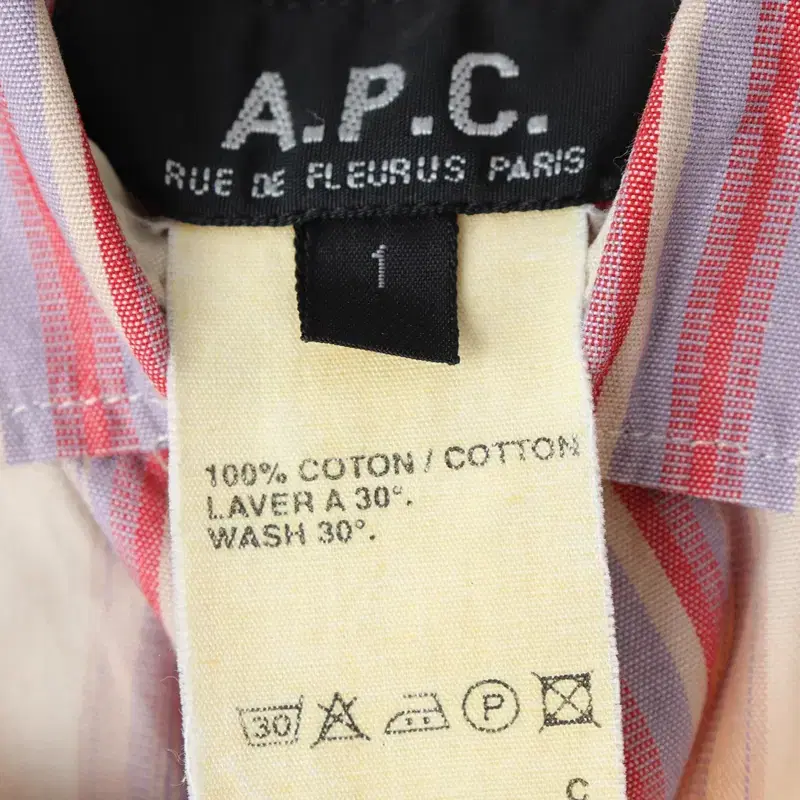 A.P.C.
RUE DE FLEURUS PARIS
1
100% COTON / COTTON
LAVER A 30°.
WASH 30°.
30 P
C